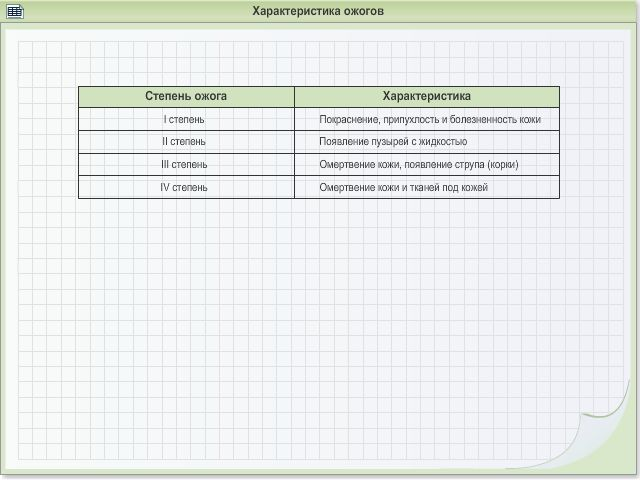 Характеристика ожогов
Степень ожога Характеристика
I степень Покраснение, припухлость и болезненность кожи
II степень Появление пузырей с жидкостью
III степень Омертвение кожи, появление струпа (корки)
IV степень Омертвение кожи и тканей под кожей